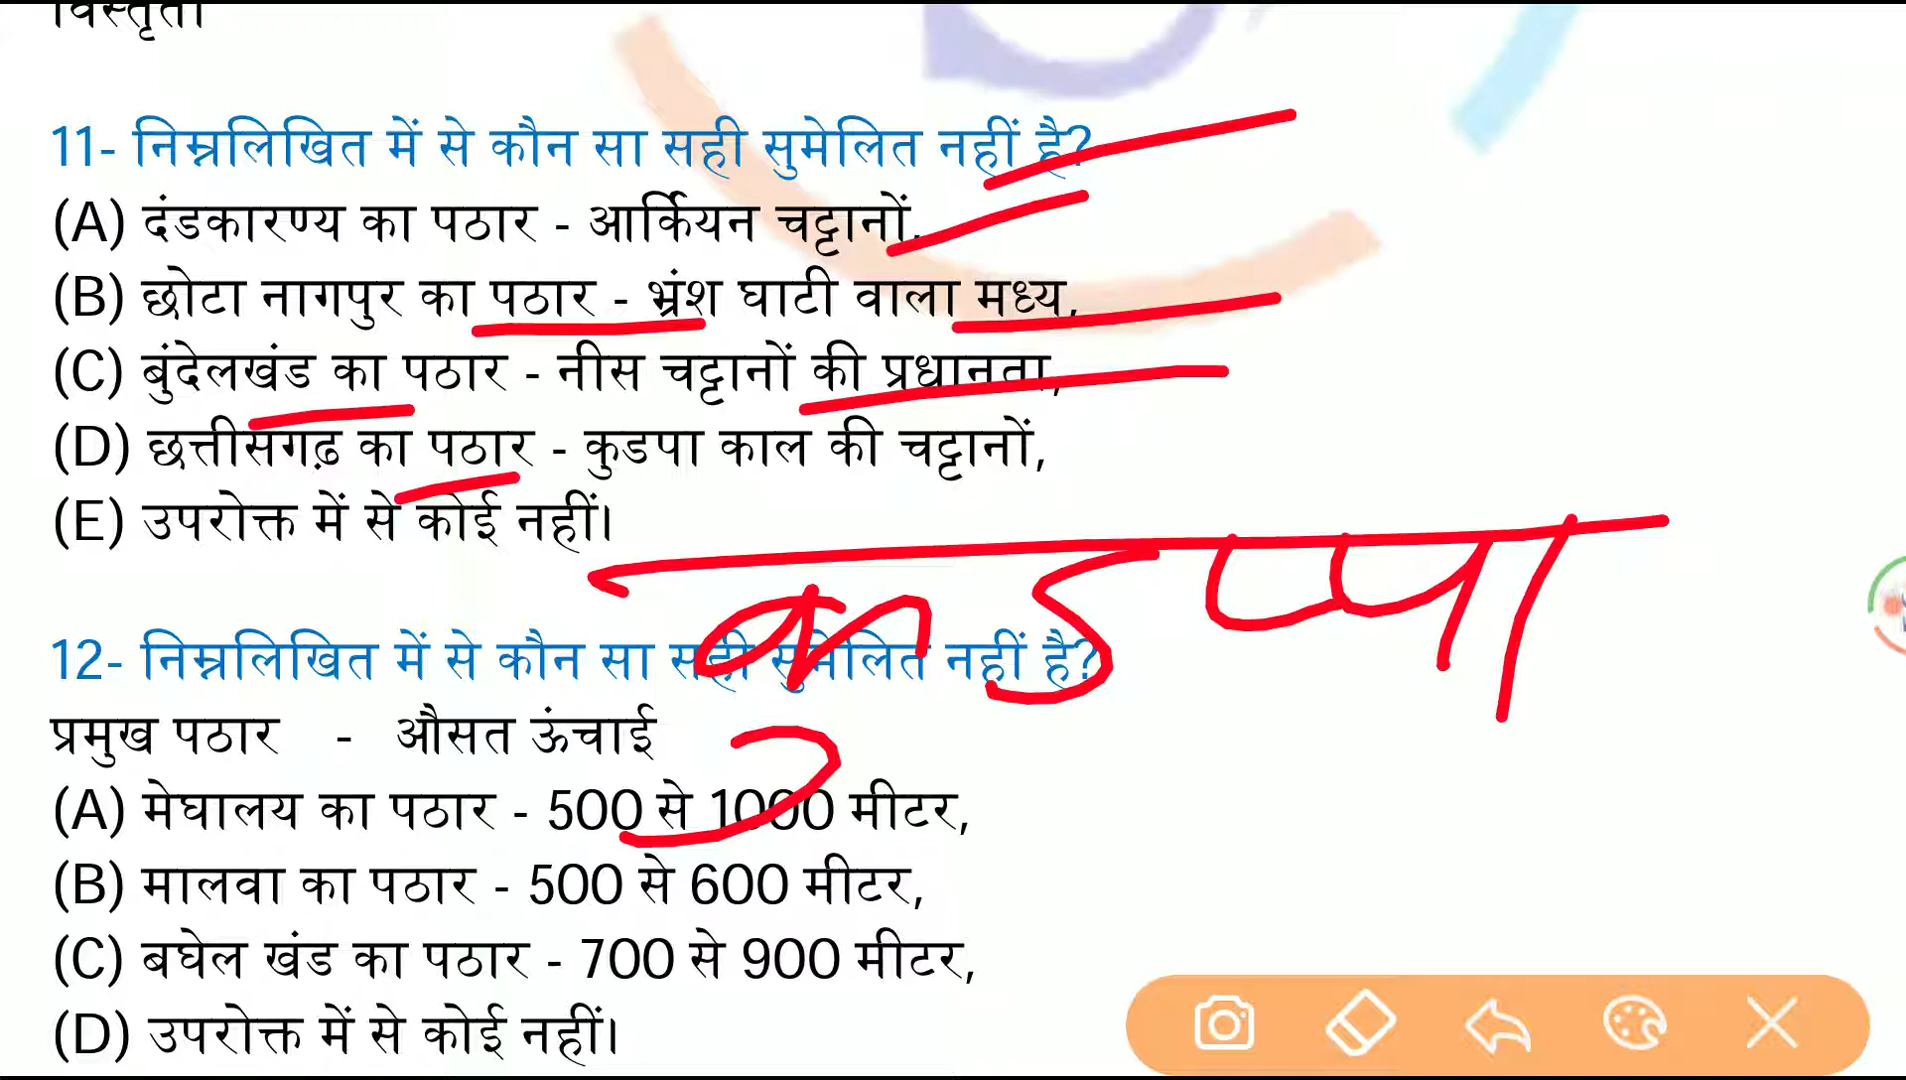 विस्तृत।
11- निम्नलिखित में से कौन सा सही सुमेलित नहीं है?
(A) दंडकारण्य का पठार - आर्कियन चट्टानों,
(B) छोटा नागपुर का पठार - भ्रंश घाटी वाला मध्य,
(C) बुंदेलखंड का पठार - नीस चट्टानों की प्रधानता,
(D) छत्तीसगढ़ का पठार - कुडपा काल की चट्टानों,
(E) उपरोक्त में से कोई नहीं।
कडप्पा
12- निम्नलिखित में से कौन सा सही सुमेलित नहीं है?
प्रमुख पठार - औसत ऊंचाई
(A) मेघालय का पठार - 500 से 1000 मीटर,
(B) मालवा का पठार - 500 से 600 मीटर,
(C) बघेल खंड का पठार - 700 से 900 मीटर,
(D) उपरोक्त में से कोई नहीं।